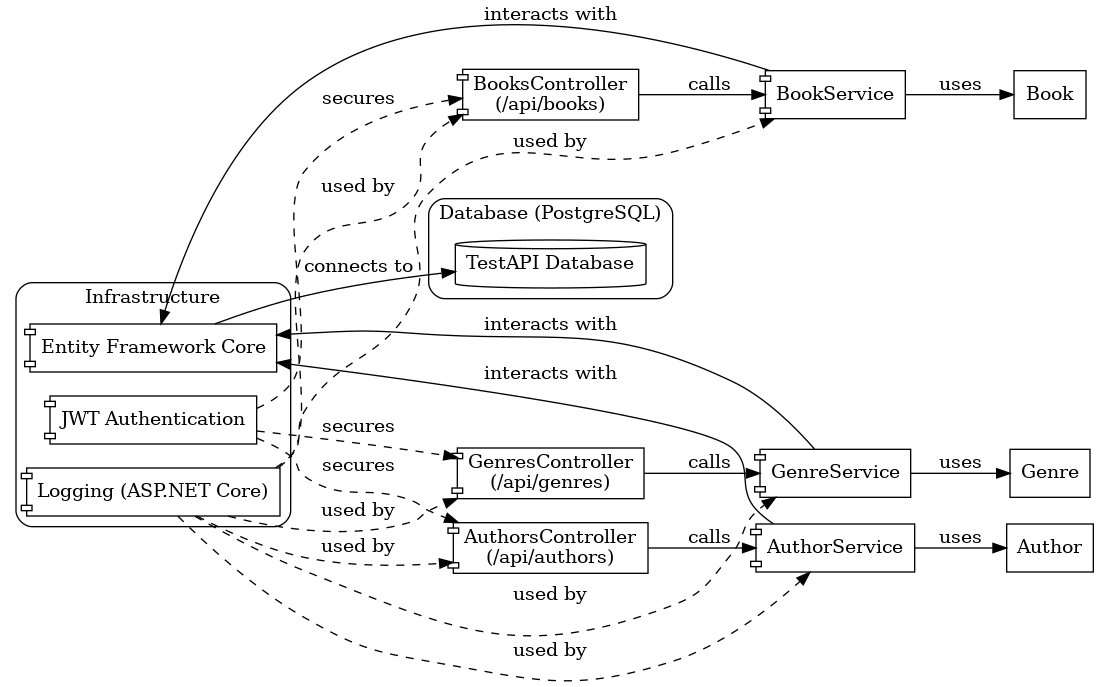 interacts with
BooksController
(/api/books)
calls
BookService
uses
Book
secures
used by
used by
Database (PostgreSQL)
TestAPI Database
connects to
Infrastructure
Entity Framework Core
JWT Authentication
Logging (ASP.NET Core)
interacts with
interacts with
secures
GenresController
(/api/genres)
calls
GenreService
uses
Genre
secures
used by
AuthorsController
(/api/authors)
calls
AuthorService
uses
Author
used by
used by
used by